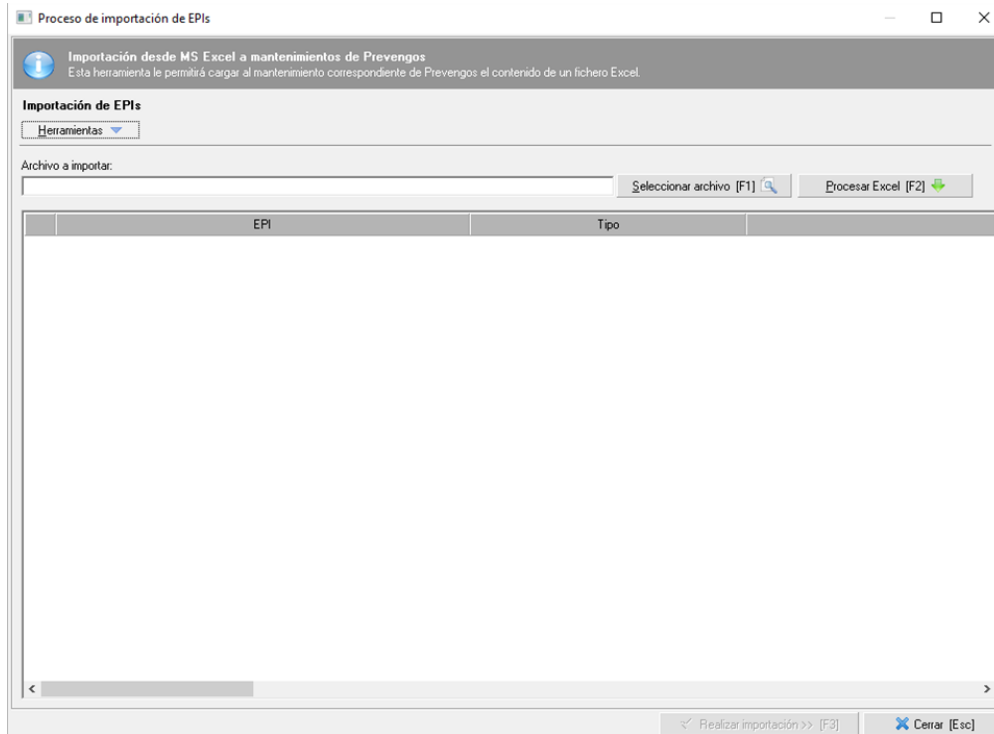 Proceso de importación de EPIs
Importación desde MS Excel a mantenimientos de Prevengos
Esta herramienta le permitirá cargar al mantenimiento correspondiente de Prevengos el contenido de un fichero Excel.
Importación de EPIs
Herramientas
Archivo a importar:
Seleccionar archivo [F1] Procesar Excel [F2]
EPI Tipo
Realizar importación >> [F3] Cerrar [Esc]